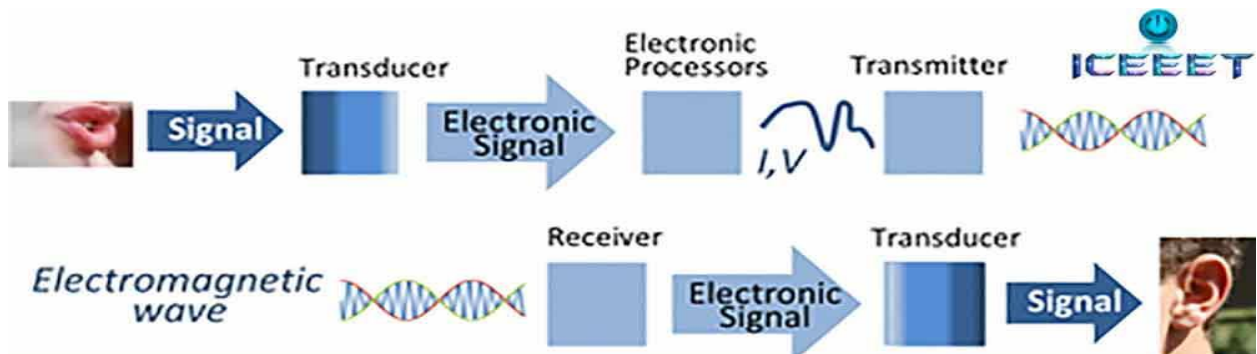 Electronic
Processors
Transducer
Transmitter
ICEEET
Signal
Electronic
Signal
I,V
Receiver
Transducer
Electromagnetic
wave
Electronic
Signal
Signal